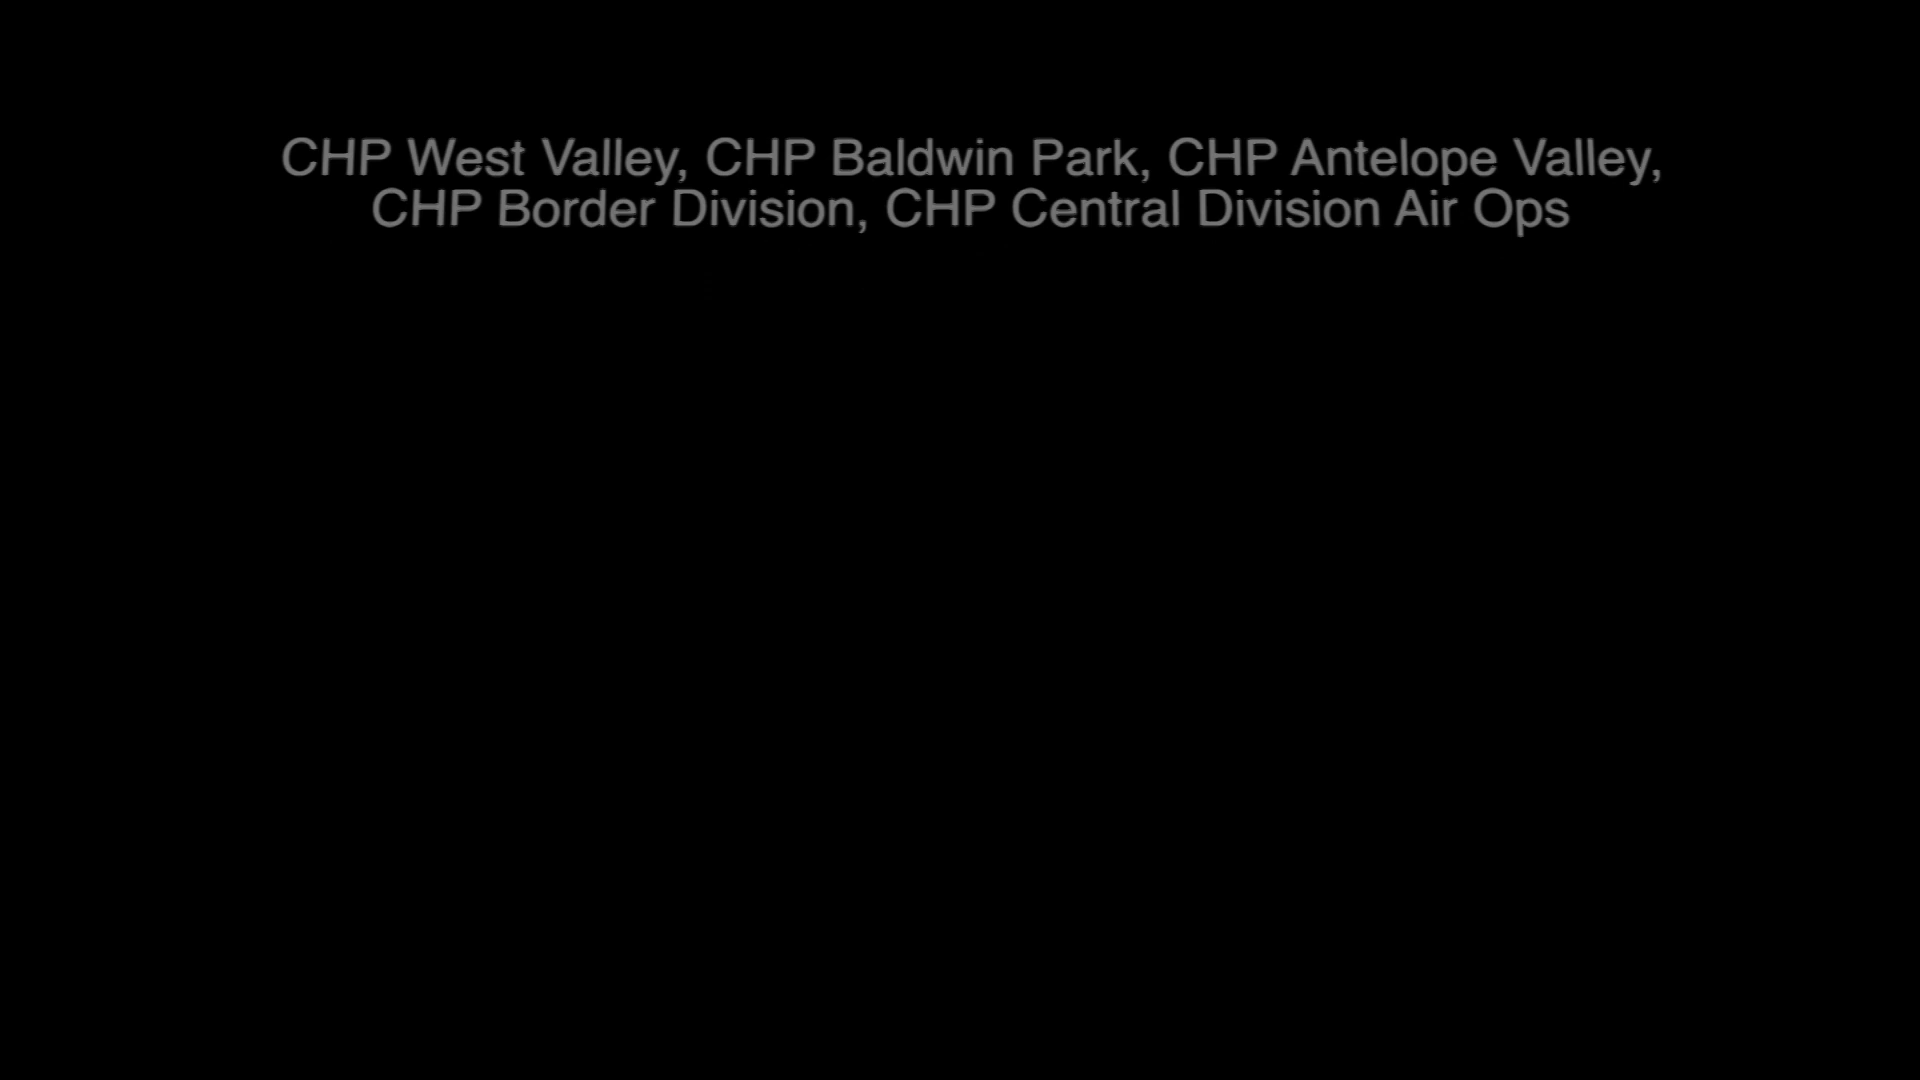 CHP West Valley, CHP Baldwin Park, CHP Antelope Valley,
CHP Border Division, CHP Central Division Air Ops